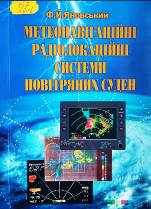 Ф.Й.Яновський
МЕТЕОНАВІГАЦІЙНІ
РАДІОЛОКАЦІЙНІ
СИСТЕМИ
ПОВІТРЯНИХ СУДЕН